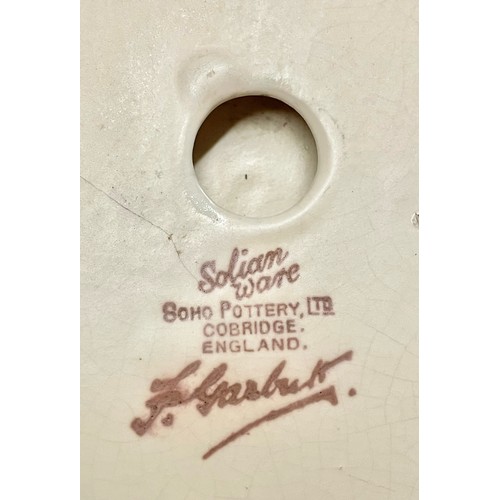 Solian
ware
SOHO POTTERY, LTD
COBRIDGE.
ENGLAND.
F. Garbutt.